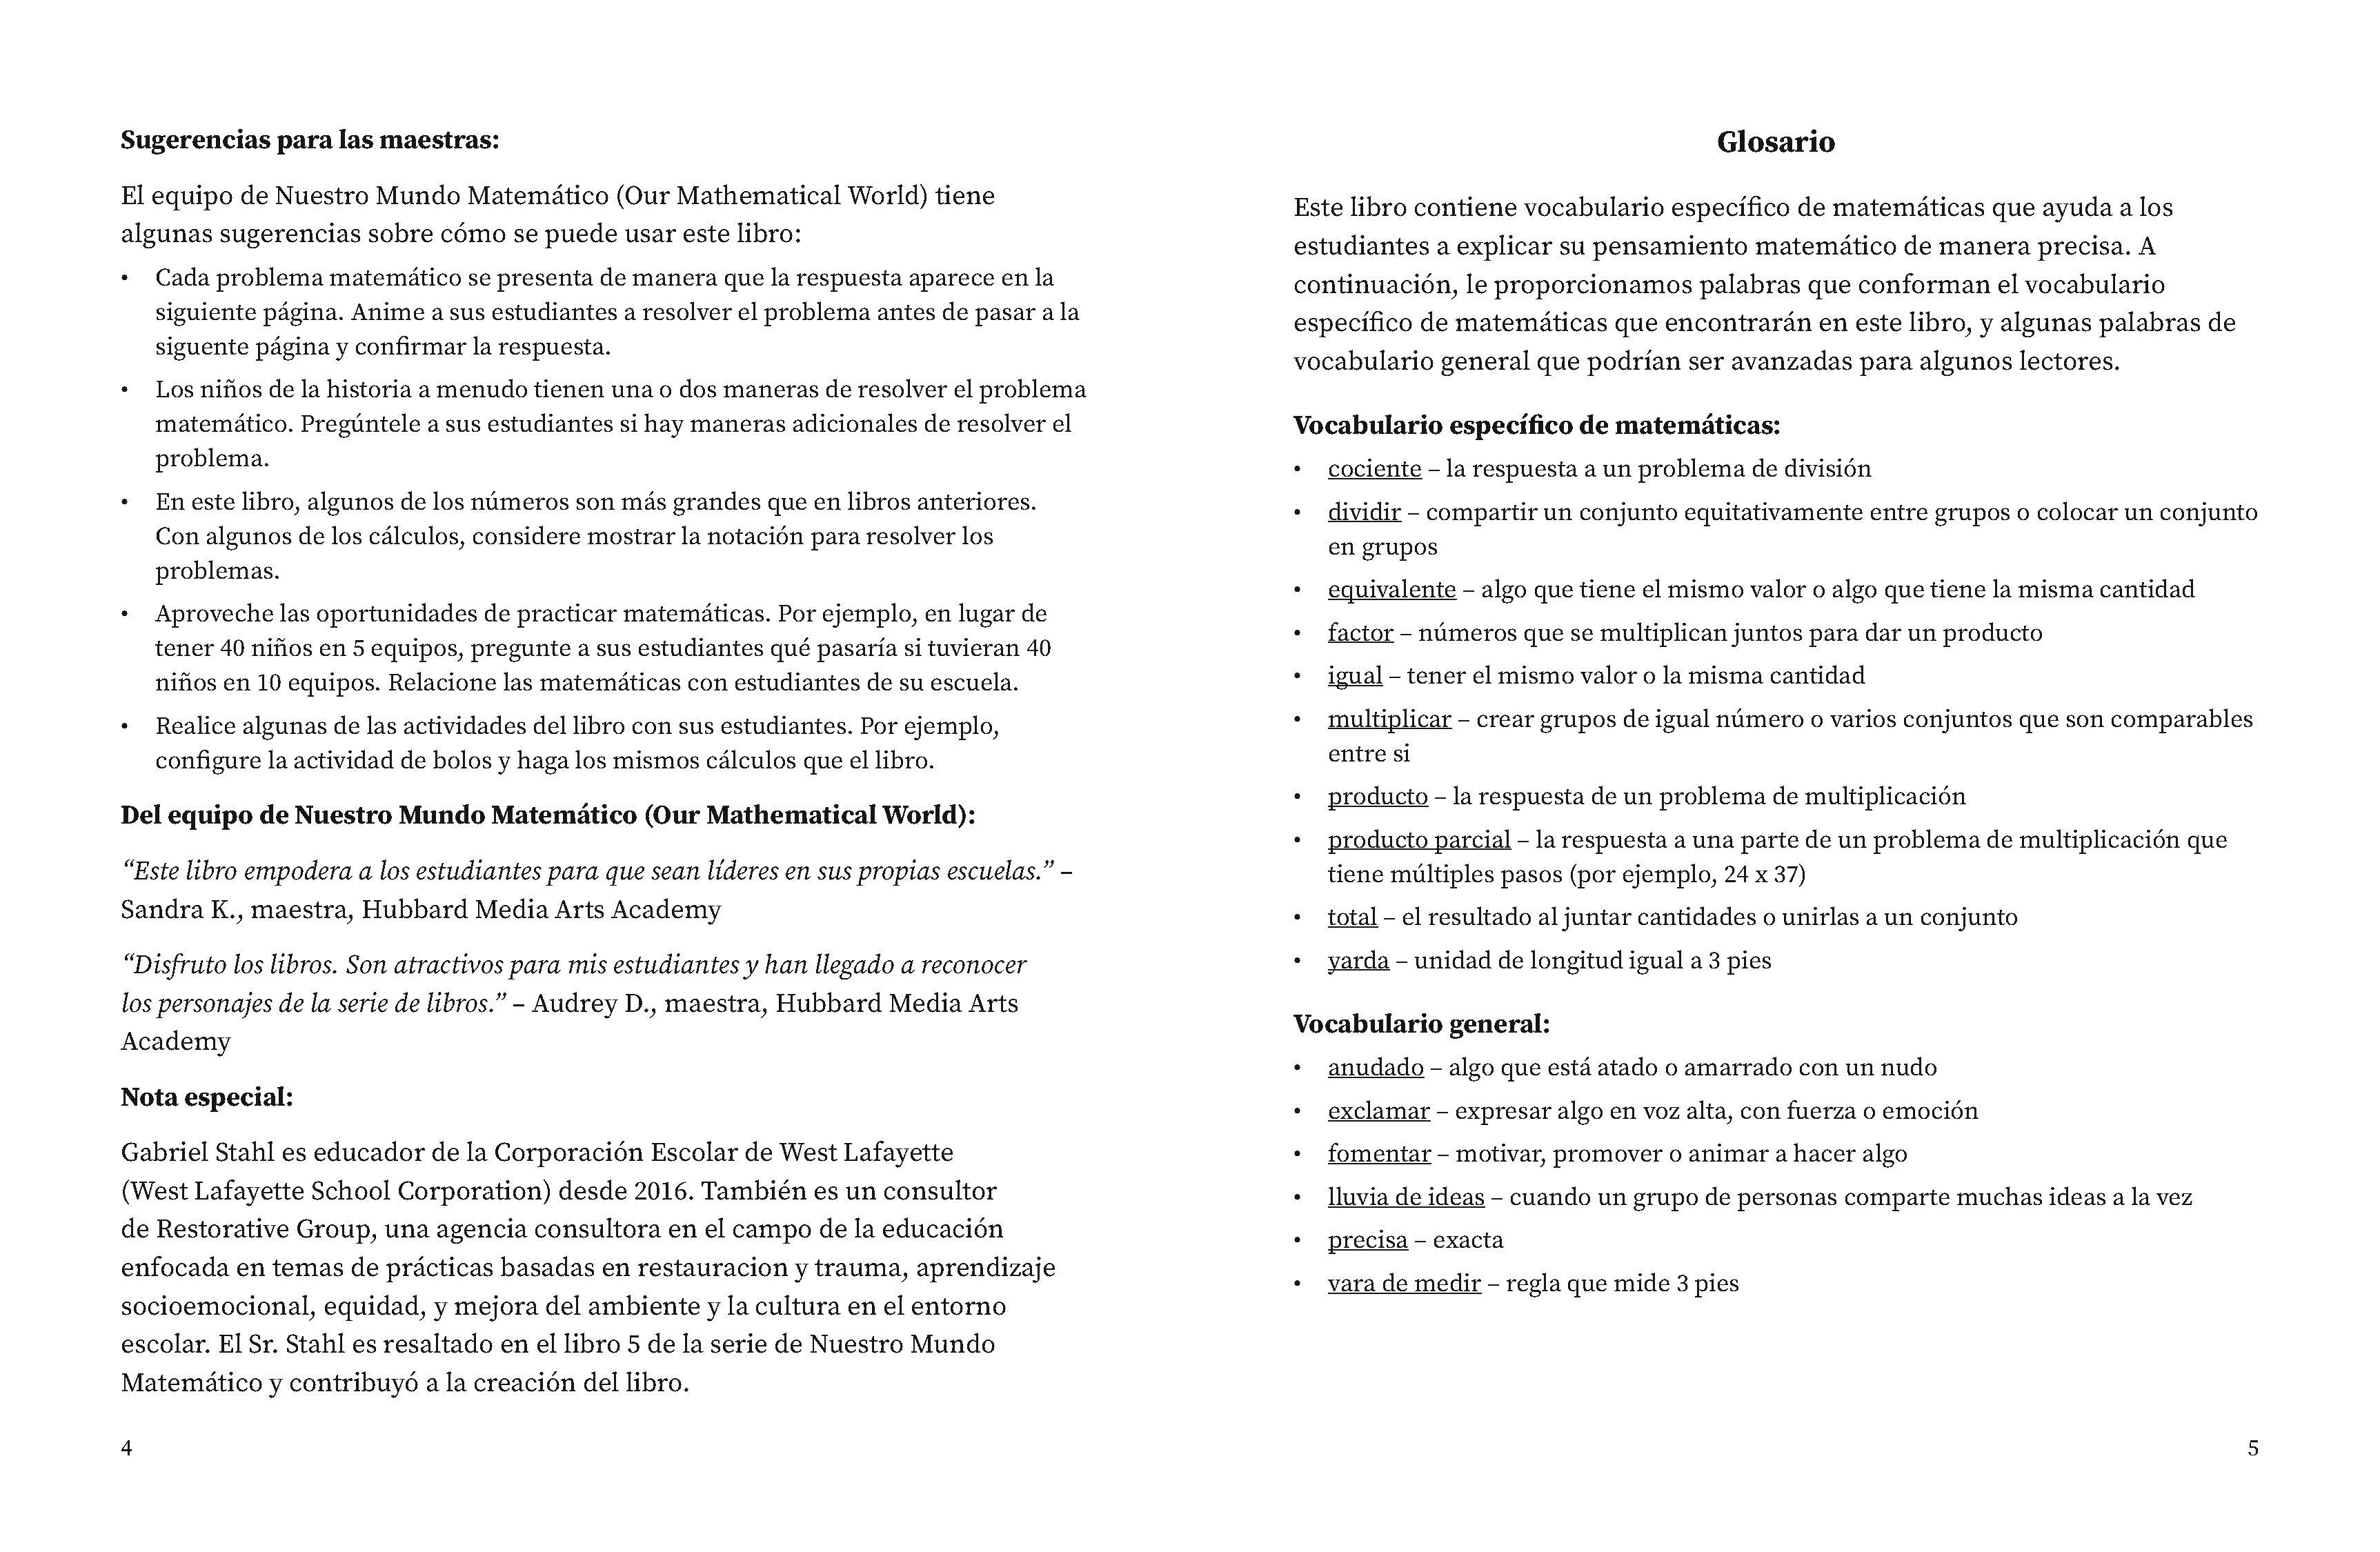 Sugerencias para las maestras:
El equipo de Nuestro Mundo Matemático (Our Mathematical World) tiene
algunas sugerencias sobre cómo se puede usar este libro:
• Cada problema matemático se presenta de manera que la respuesta aparece en la
siguiente página. Anime a sus estudiantes a resolver el problema antes de pasar a la
siguente página y confirmar la respuesta.
• Los niños de la historia a menudo tienen una o dos maneras de resolver el problema
matemático. Pregúntele a sus estudiantes si hay maneras adicionales de resolver el
problema.
• En este libro, algunos de los números son más grandes que en libros anteriores.
Con algunos de los cálculos, considere mostrar la notación para resolver los
problemas.
• Aproveche las oportunidades de practicar matemáticas. Por ejemplo, en lugar de
tener 40 niños en 5 equipos, pregunte a sus estudiantes qué pasaría si tuvieran 40
niños en 10 equipos. Relacione las matemáticas con estudiantes de su escuela.
• Realice algunas de las actividades del libro con sus estudiantes. Por ejemplo,
configure la actividad de bolos y haga los mismos cálculos que el libro.
Del equipo de Nuestro Mundo Matemático (Our Mathematical World):
“Este libro empodera a los estudiantes para que sean líderes en sus propias escuelas.” –
Sandra K., maestra, Hubbard Media Arts Academy
“Disfruto los libros. Son atractivos para mis estudiantes y han llegado a reconocer
los personajes de la serie de libros.” – Audrey D., maestra, Hubbard Media Arts
Academy
Nota especial:
Gabriel Stahl es educador de la Corporación Escolar de West Lafayette
(West Lafayette School Corporation) desde 2016. También es un consultor
de Restorative Group, una agencia consultora en el campo de la educación
enfocada en temas de prácticas basadas en restauracion y trauma, aprendizaje
socioemocional, equidad, y mejora del ambiente y la cultura en el entorno
escolar. El Sr. Stahl es resaltado en el libro 5 de la serie de Nuestro Mundo
Matemático y contribuyó a la creación del libro.
4
Glosario
Este libro contiene vocabulario específico de matemáticas que ayuda a los
estudiantes a explicar su pensamiento matemático de manera precisa. A
continuación, le proporcionamos palabras que conforman el vocabulario
específico de matemáticas que encontrarán en este libro, y algunas palabras de
vocabulario general que podrían ser avanzadas para algunos lectores.
Vocabulario específico de matemáticas:
• cociente – la respuesta a un problema de división
• dividir – compartir un conjunto equitativamente entre grupos o colocar un conjunto
en grupos
• equivalente – algo que tiene el mismo valor o algo que tiene la misma cantidad
• factor – números que se multiplican juntos para dar un producto
• igual – tener el mismo valor o la misma cantidad
• multiplicar – crear grupos de igual número o varios conjuntos que son comparables
entre si
• producto – la respuesta de un problema de multiplicación
• producto parcial – la respuesta a una parte de un problema de multiplicación que
tiene múltiples pasos (por ejemplo, 24 x 37)
• total – el resultado al juntar cantidades o unirlas a un conjunto
• yarda – unidad de longitud igual a 3 pies
Vocabulario general:
• anudado – algo que está atado o amarrado con un nudo
• exclamar – expresar algo en voz alta, con fuerza o emoción
• fomentar – motivar, promover o animar a hacer algo
• lluvia de ideas – cuando un grupo de personas comparte muchas ideas a la vez
• precisa – exacta
• vara de medir – regla que mide 3 pies
5